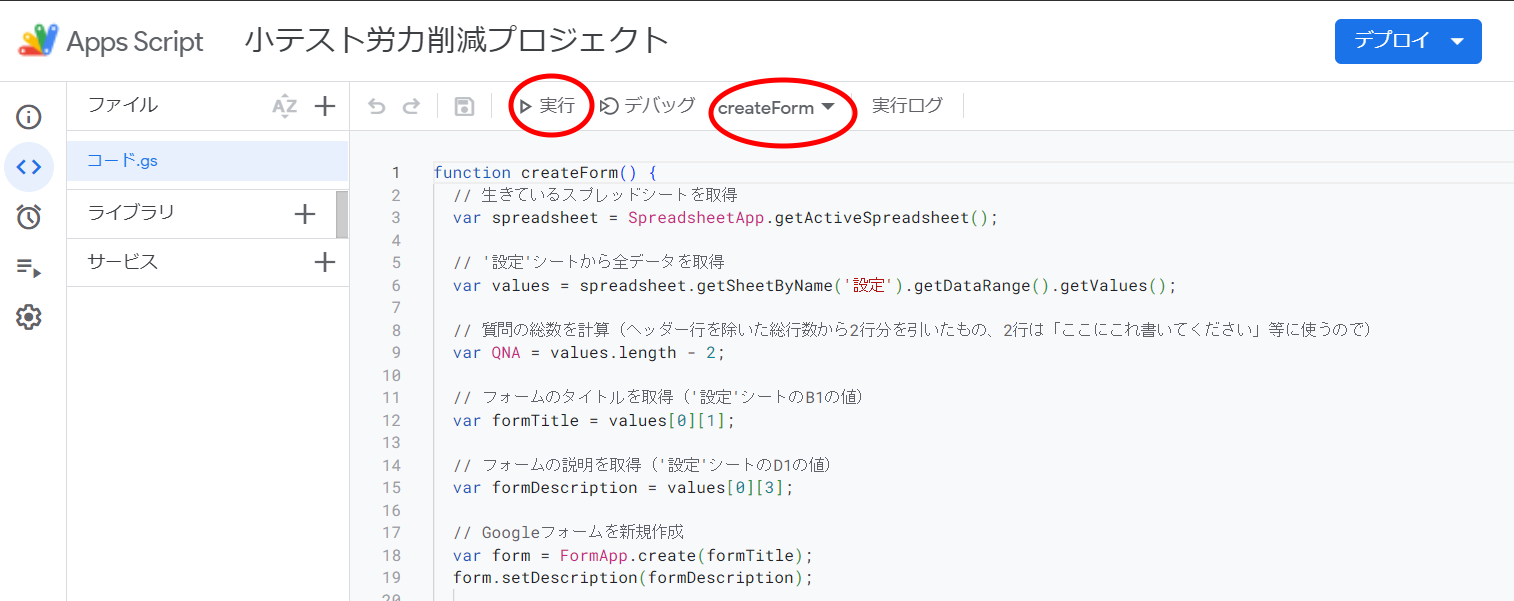 Apps Script 小テスト労力削減プロジェクト デプロイ
ファイル AZ 実行 デバッグ createForm 実行ログ
コード.gs
ライブラリ
サービス
1 function createForm() {
2 // 生きているスプレッドシートを取得
3 var spreadsheet = SpreadsheetApp.getActiveSpreadsheet();
4
5 // '設定'シートから全データを取得
6 var values = spreadsheet.getSheetByName('設定').getDataRange().getValues();
7
8 // 質問の総数を計算（ヘッダー行を除いた総行数から2行分を引いたもの、2行は「ここにこれ書いてください」等に使うので）
9 var QNA = values.length - 2;
10
11 // フォームのタイトルを取得（'設定'シートのB1の値）
12 var formTitle = values[0][1];
13
14 // フォームの説明を取得（'設定'シートのD1の値）
15 var formDescription = values[0][3];
16
17 // Googleフォームを新規作成
18 var form = FormApp.create(formTitle);
19 form.setDescription(formDescription);
20